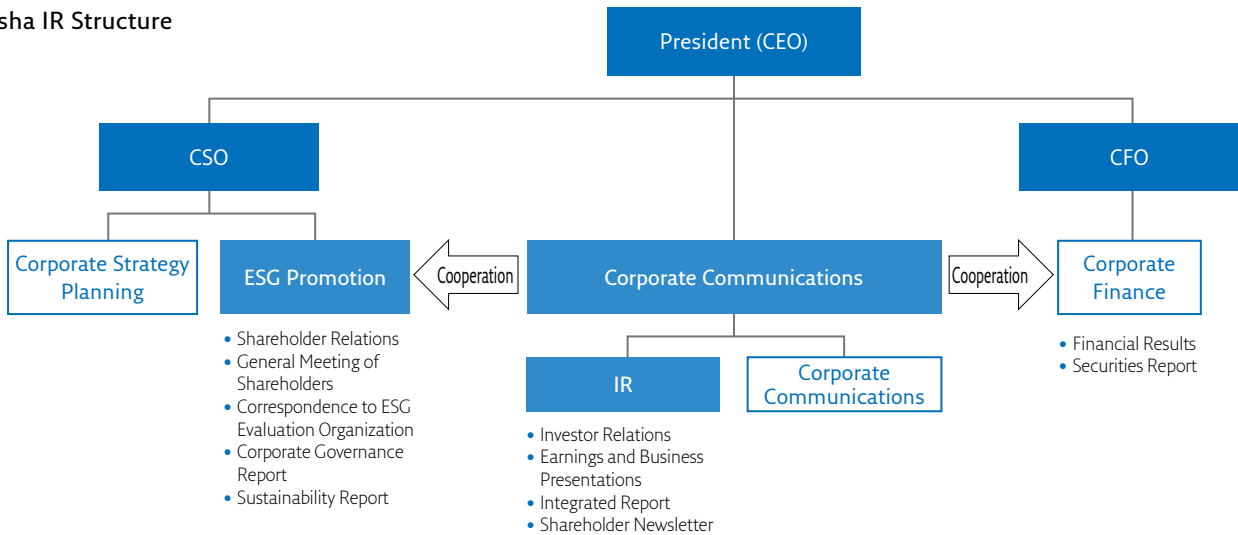 sha IR Structure
President (CEO)
CSO
CFO
Corporate Strategy
Planning
ESG Promotion
Cooperation
Corporate Communications
Cooperation
Corporate
Finance
• Shareholder Relations
• General Meeting of
Shareholders
• Correspondence to ESG
Evaluation Organization
• Corporate Governance
Report
• Sustainability Report
IR
Corporate
Communications
• Investor Relations
• Earnings and Business
Presentations
• Integrated Report
• Shareholder Newsletter
• Financial Results
• Securities Report